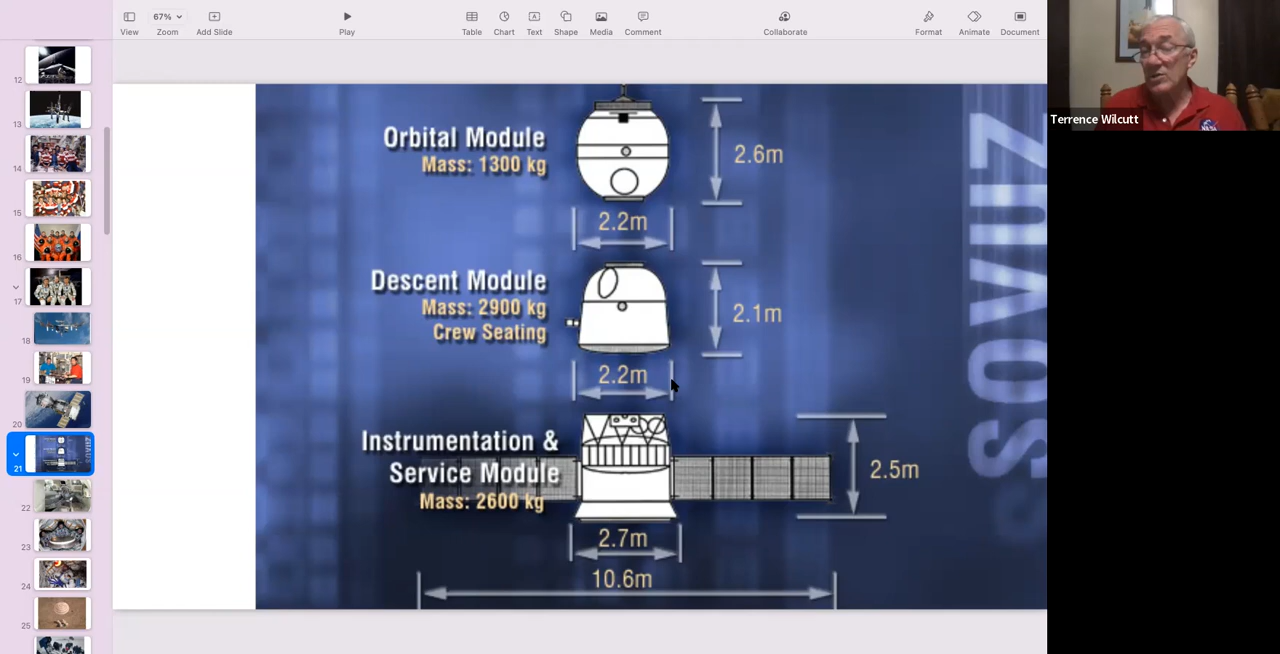 67%
View
Zoom
Add Slide
Play
Table
Chart
Text
Shape
Media
Comment
Collaborate
Format
Animate
Document
12
13
14
15
16
17
18
19
20
21
22
23
24
25
Orbital Module
Mass: 1300 kg
2.6m
2.2m
Descent Module
Mass: 2900 kg
Crew Seating
2.1m
2.2m
Instrumentation &
Service Module
Mass: 2600 kg
2.5m
2.7m
10.6m
SOYUZ
Terrence Wilcutt
NASA